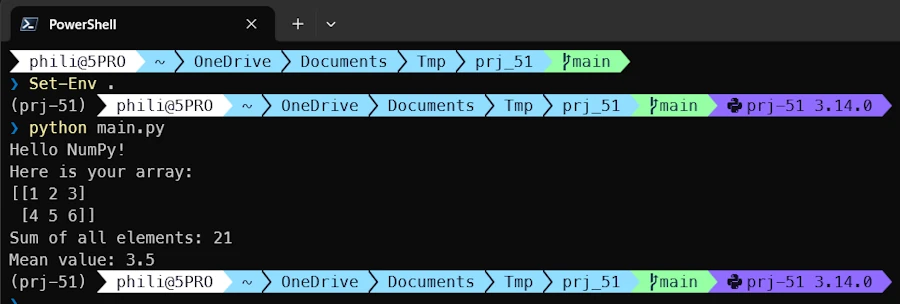 PowerShell
phili@5PRO ~ OneDrive Documents Tmp prj_51 main
❯ Set-Env .
(prj-51) phili@5PRO ~ OneDrive Documents Tmp prj_51 main prj-51 3.14.0
❯ python main.py
Hello NumPy!
Here is your array:
[[1 2 3]
 [4 5 6]]
Sum of all elements: 21
Mean value: 3.5
(prj-51) phili@5PRO ~ OneDrive Documents Tmp prj_51 main prj-51 3.14.0
❯